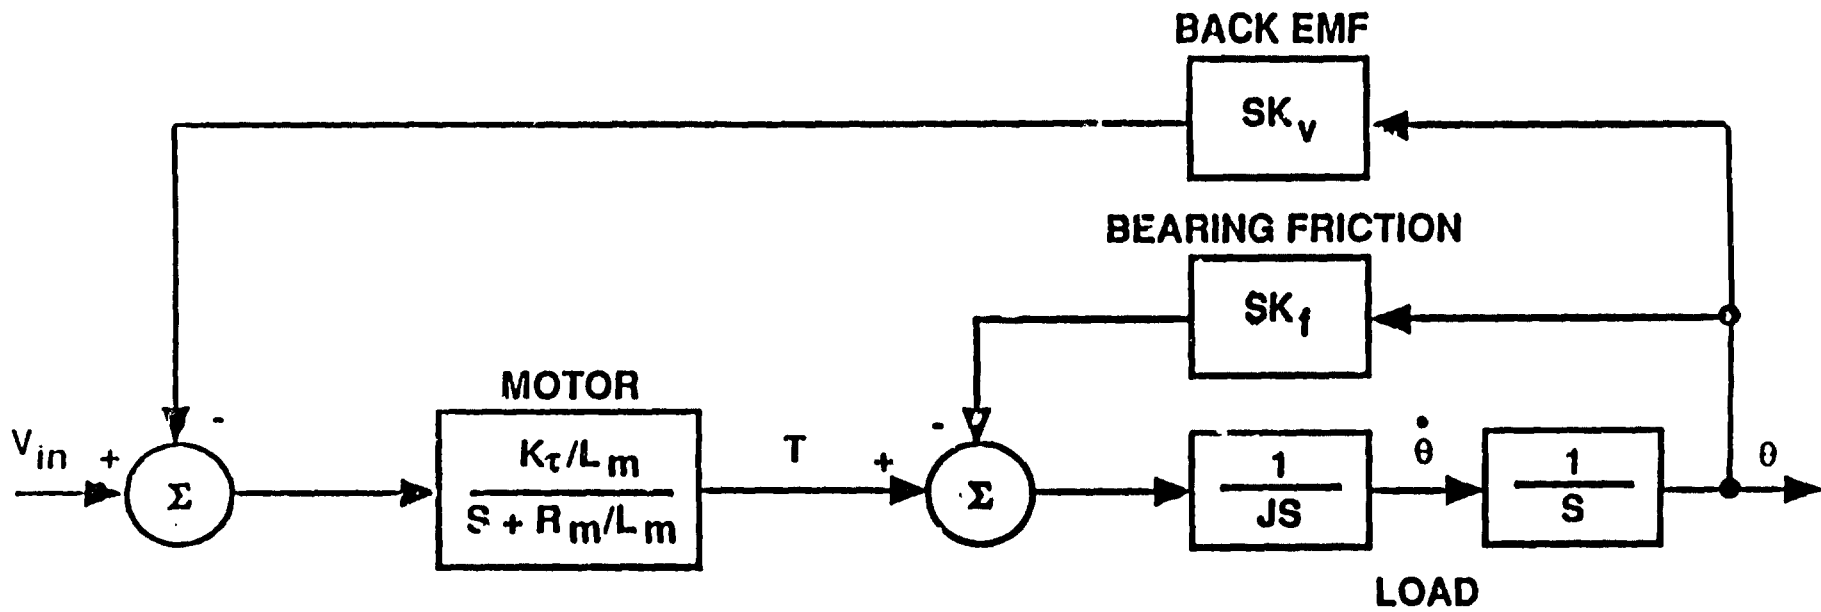 BACK EMF
SK_v
BEARING FRICTION
SK_f
MOTOR
V_in
+
-
Σ
K_τ/L_m
S + R_m/L_m
T
+
-
Σ
1
JS
θ̇
1
S
θ
LOAD